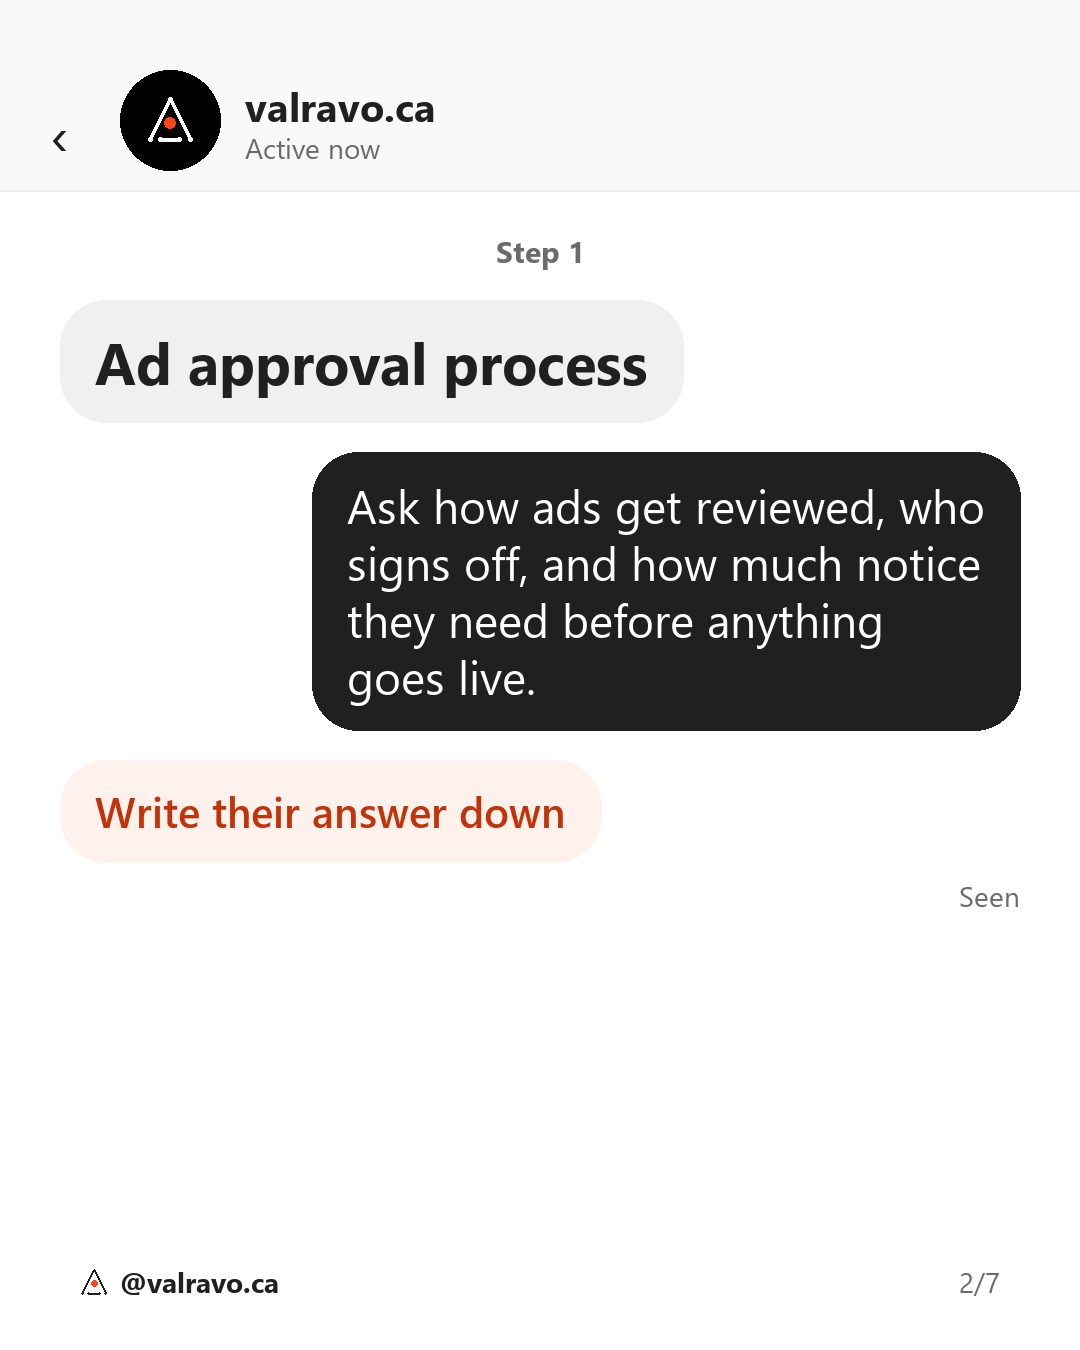 ‹
valravo.ca
Active now
Step 1
Ad approval process
Ask how ads get reviewed, who
signs off, and how much notice
they need before anything
goes live.
Write their answer down
Seen
@valravo.ca
2/7